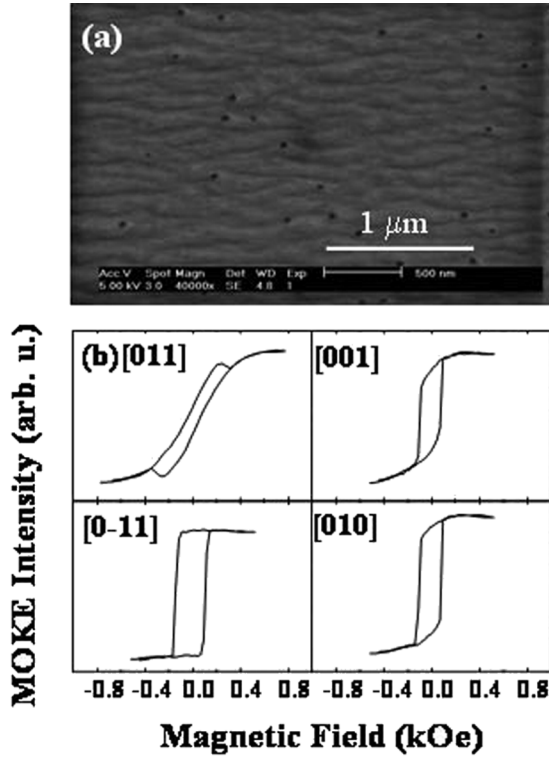 (a)
1 μm
Acc.V Spot Magn Det WD Exp
5.00 kV 3.0 40000x SE 4.8 1
500 nm
(b)[011]
[001]
[0-11]
[010]
MOKE Intensity (arb. u.)
-0.8 -0.4 0.0 0.4 0.8 -0.8 -0.4 0.0 0.4 0.8
Magnetic Field (kOe)